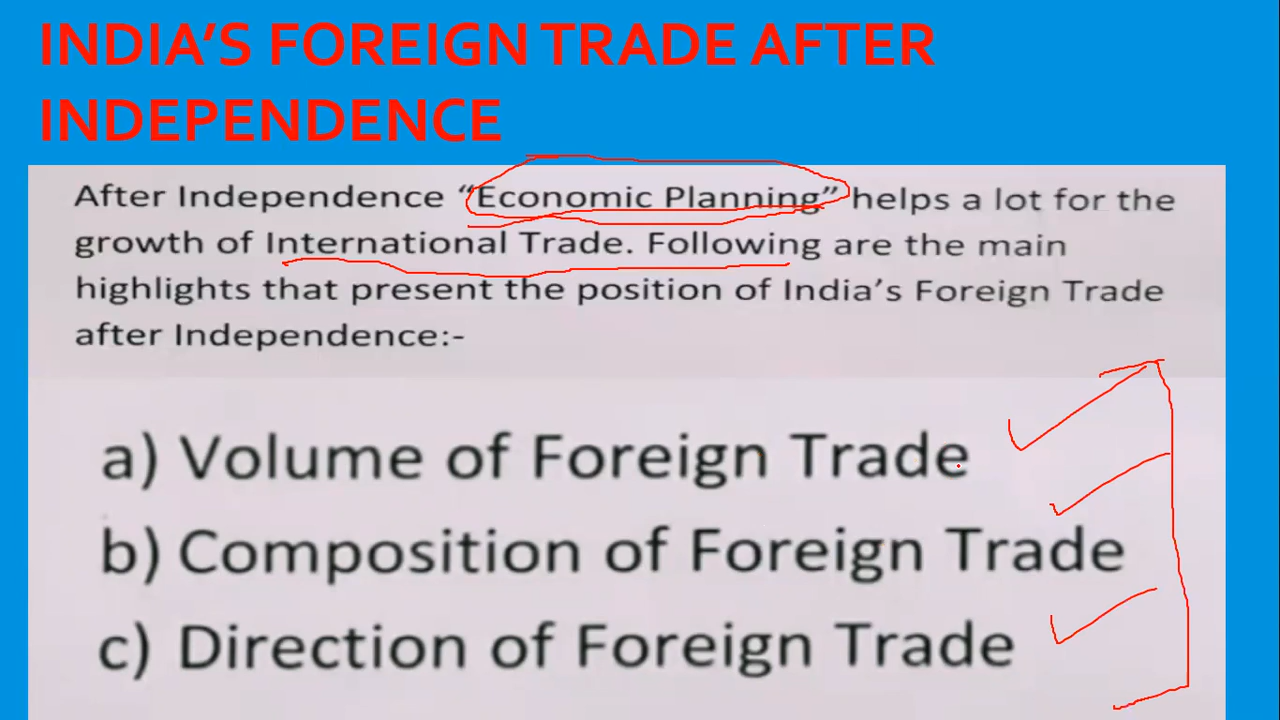 INDIA’S FOREIGN TRADE AFTER
INDEPENDENCE
After Independence “Economic Planning” helps a lot for the
growth of International Trade. Following are the main
highlights that present the position of India’s Foreign Trade
after Independence:-
a) Volume of Foreign Trade
b) Composition of Foreign Trade
c) Direction of Foreign Trade